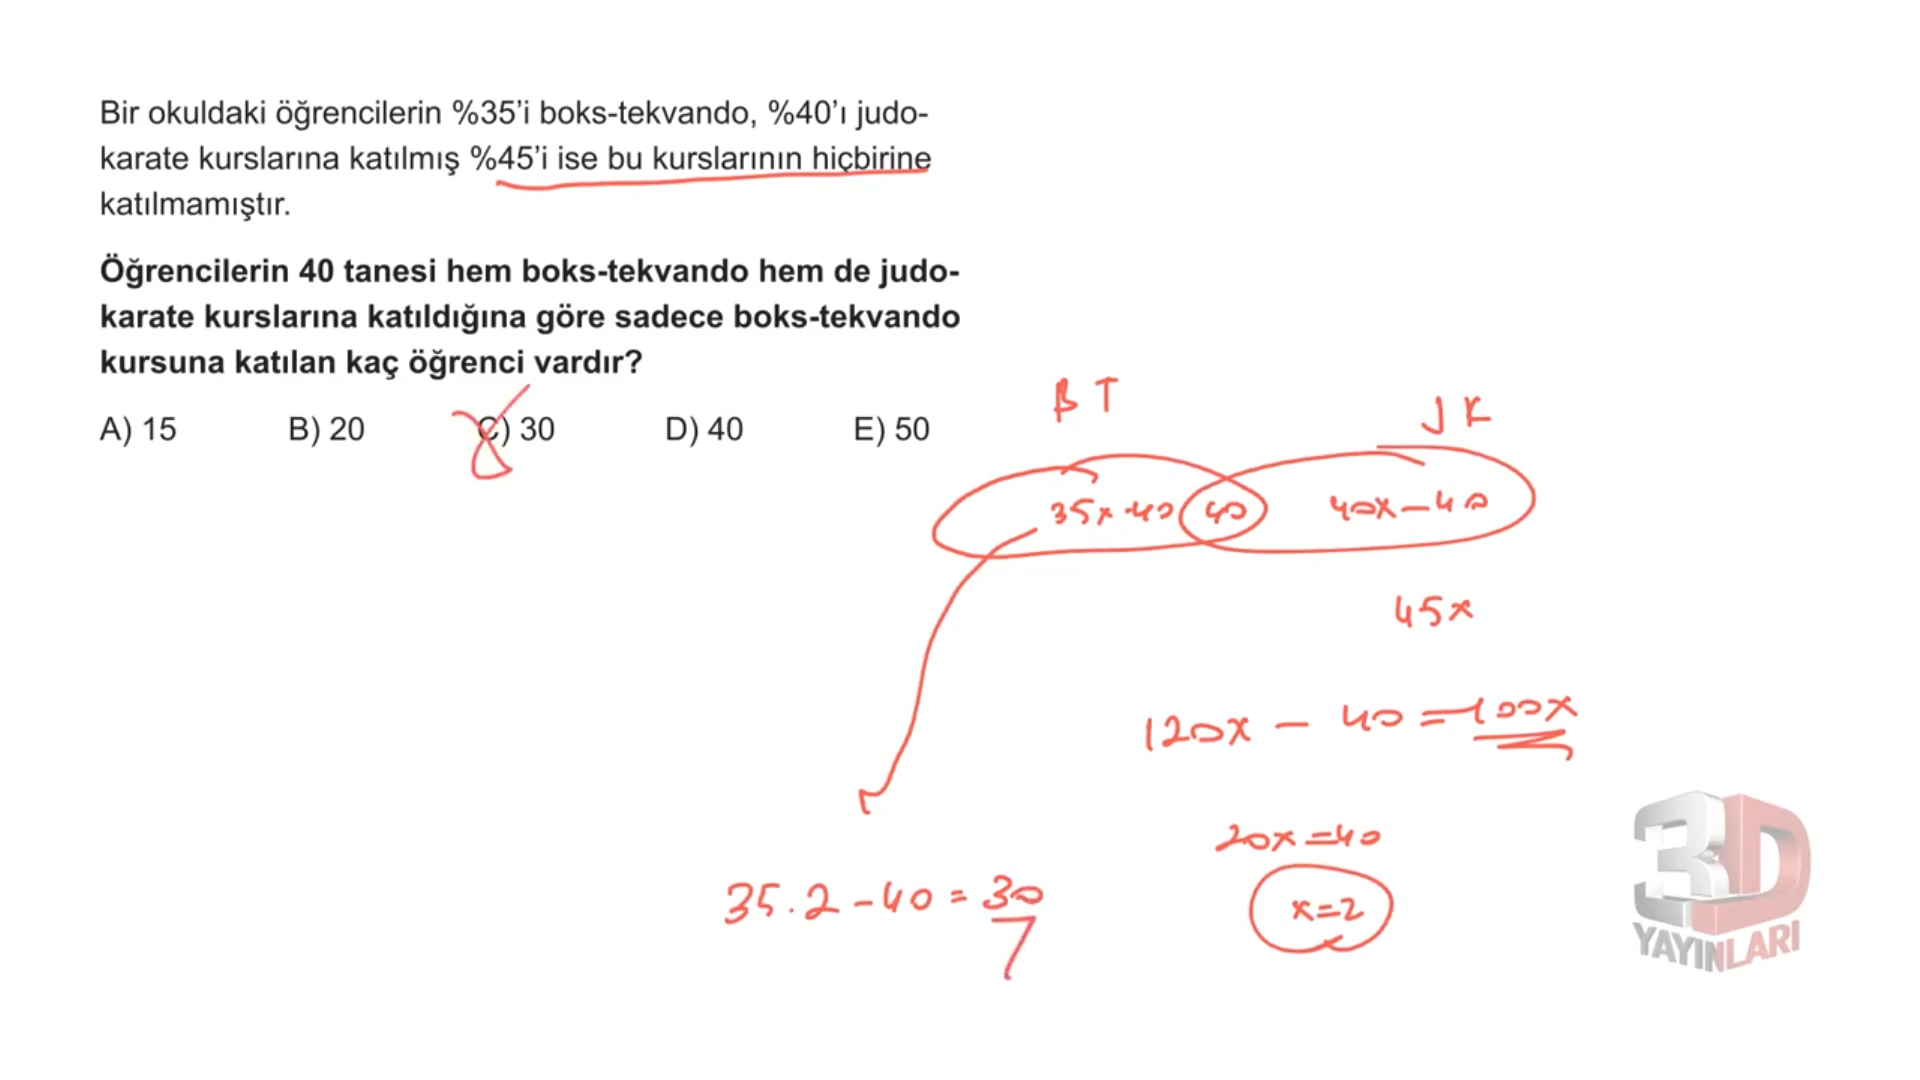 Bir okuldaki öğrencilerin %35’i boks-tekvando, %40’ı judo-
karate kurslarına katılmış %45’i ise bu kurslarının hiçbirine
katılmamıştır.
Öğrencilerin 40 tanesi hem boks-tekvando hem de judo-
karate kurslarına katıldığına göre sadece boks-tekvando
kursuna katılan kaç öğrenci vardır?
A) 15 B) 20 C) 30 D) 40 E) 50
B T
J K
35x-40 40 40x-40
45x
120x - 40 = 100x
20x=40
x=2
35.2-40=30
3D
YAYINLARI